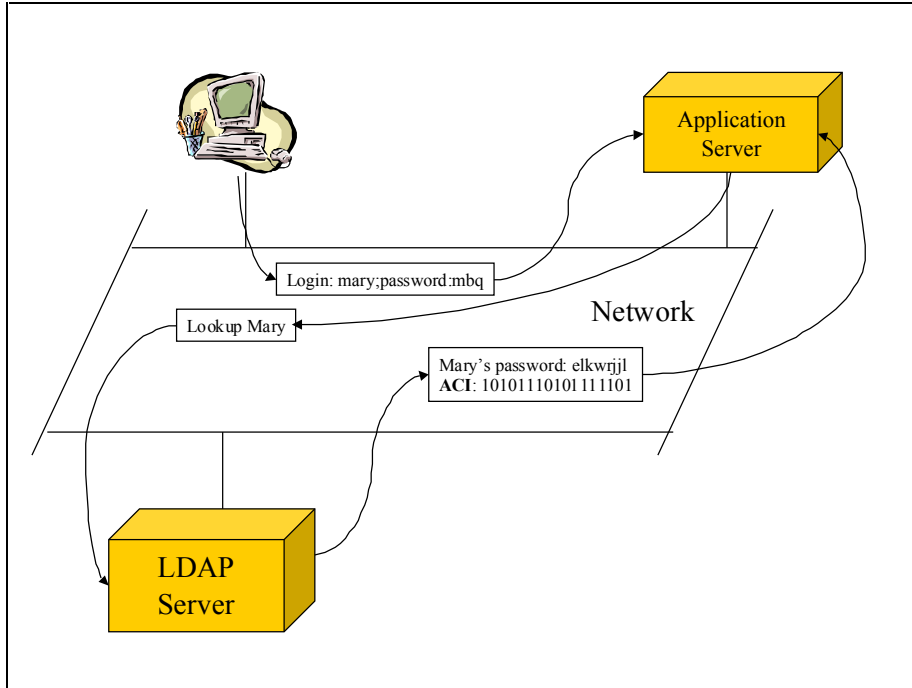 Application
Server
Login: mary;password:mbq
Lookup Mary
Network
Mary’s password: elkwrjjl
ACI: 10101110101111101
LDAP
Server